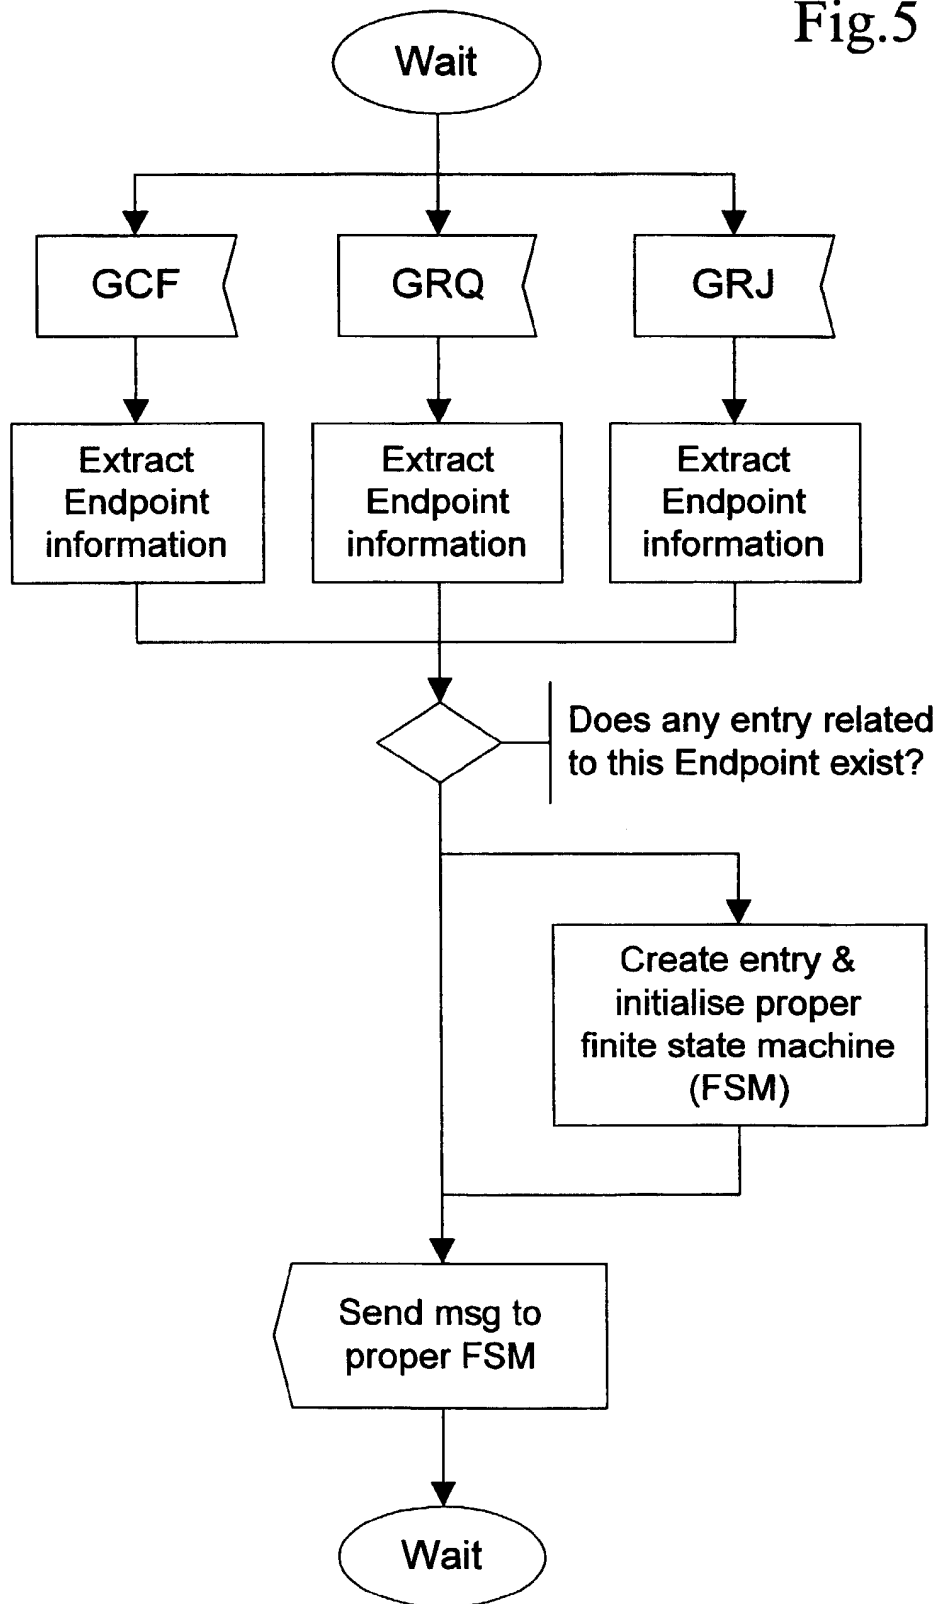 Fig.5
Wait
GCF
GRQ
GRJ
Extract
Endpoint
information
Extract
Endpoint
information
Extract
Endpoint
information
Does any entry related
to this Endpoint exist?
Create entry &
initialise proper
finite state machine
(FSM)
Send msg to
proper FSM
Wait